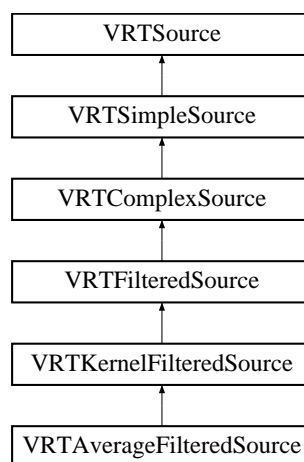 VRTSource
VRTSimpleSource
VRTComplexSource
VRTFilteredSource
VRTKernelFilteredSource
VRTAverageFilteredSource